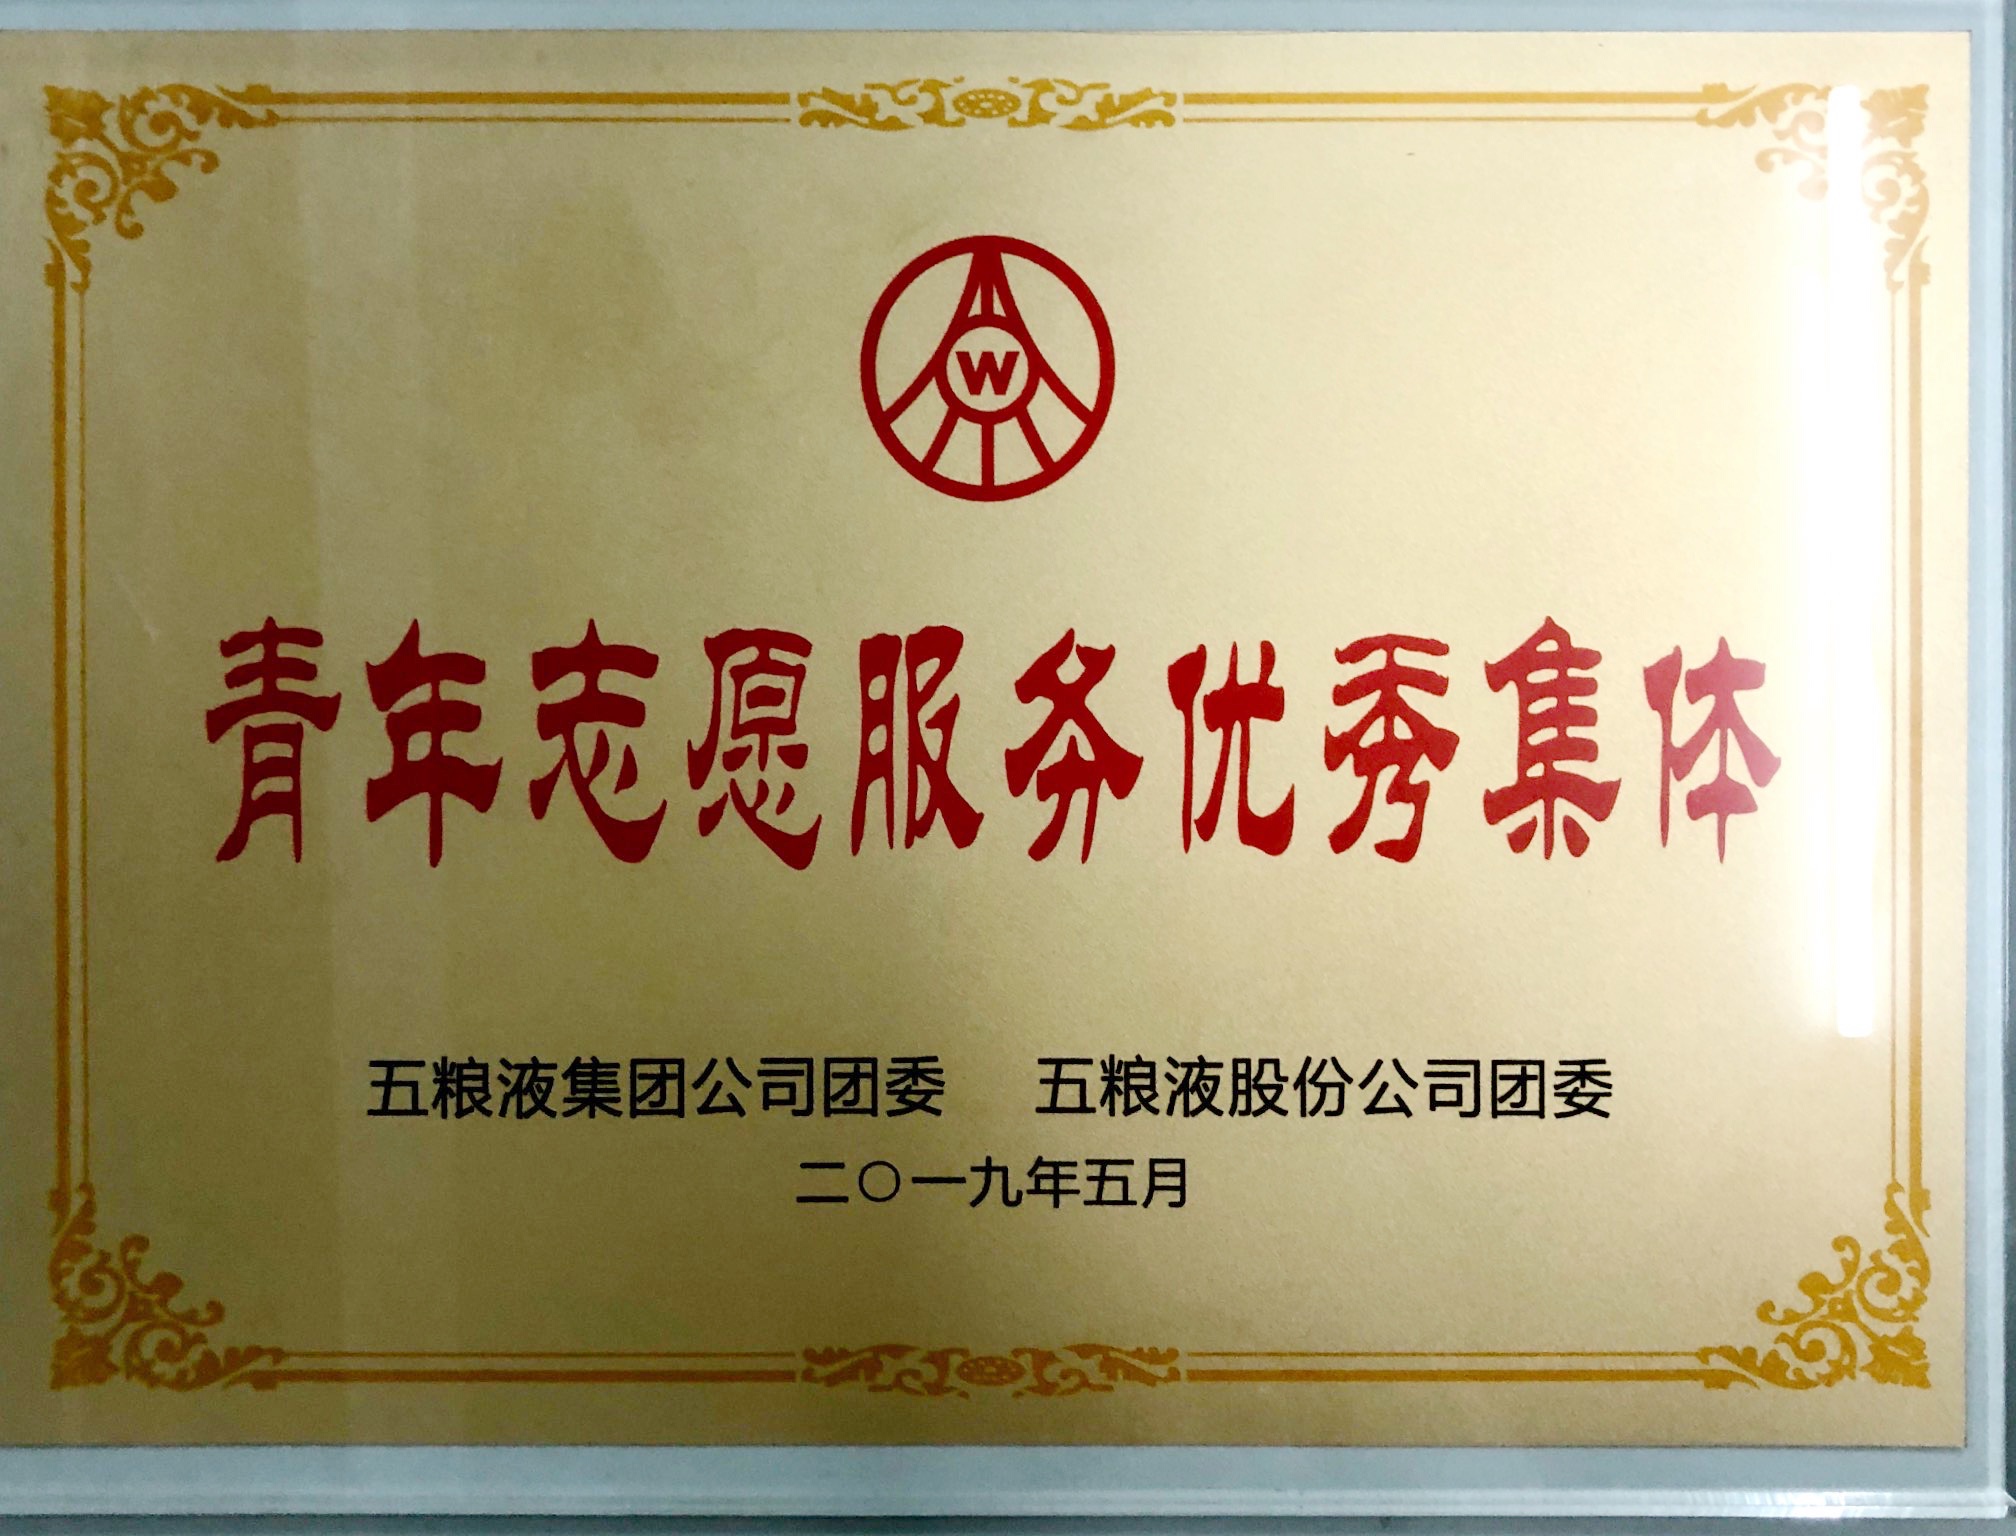 W
青年志愿服务优秀集体
五粮液集团公司团委 五粮液股份公司团委
二〇一九年五月